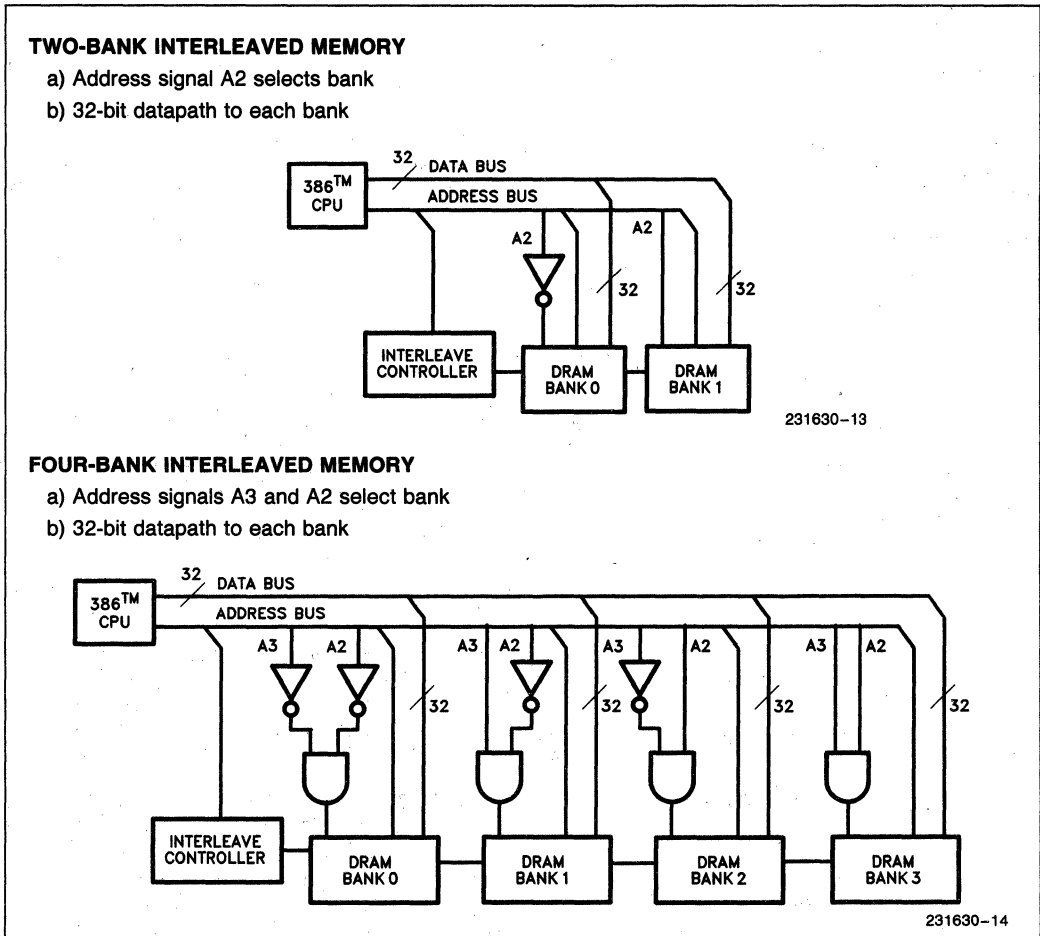 TWO-BANK INTERLEAVED MEMORY
a) Address signal A2 selects bank
b) 32-bit datapath to each bank
386™
CPU
32
DATA BUS
ADDRESS BUS
A2
A2
32
32
INTERLEAVE
CONTROLLER
DRAM
BANK 0
DRAM
BANK 1
231630-13
FOUR-BANK INTERLEAVED MEMORY
a) Address signals A3 and A2 select bank
b) 32-bit datapath to each bank
386™
CPU
32
DATA BUS
ADDRESS BUS
A3
A2
A3
A2
A3
A2
A3
A2
32
32
32
32
INTERLEAVE
CONTROLLER
DRAM
BANK 0
DRAM
BANK 1
DRAM
BANK 2
DRAM
BANK 3
231630-14